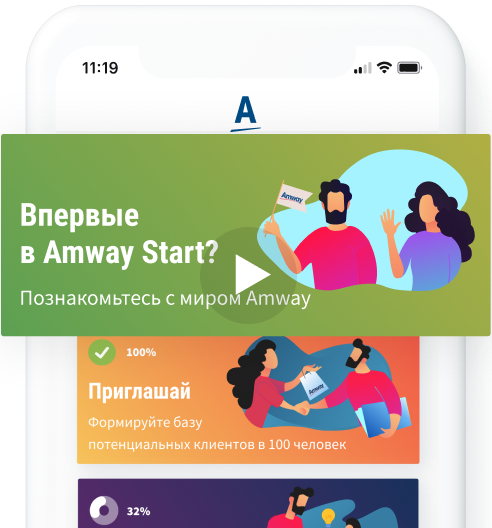 11:19
A
Amway
Впервые
в Amway Start?
Познакомьтесь с миром Amway
100%
Приглашай
Amway
Формируйте базу
потенциальных клиентов в 100 человек
32%